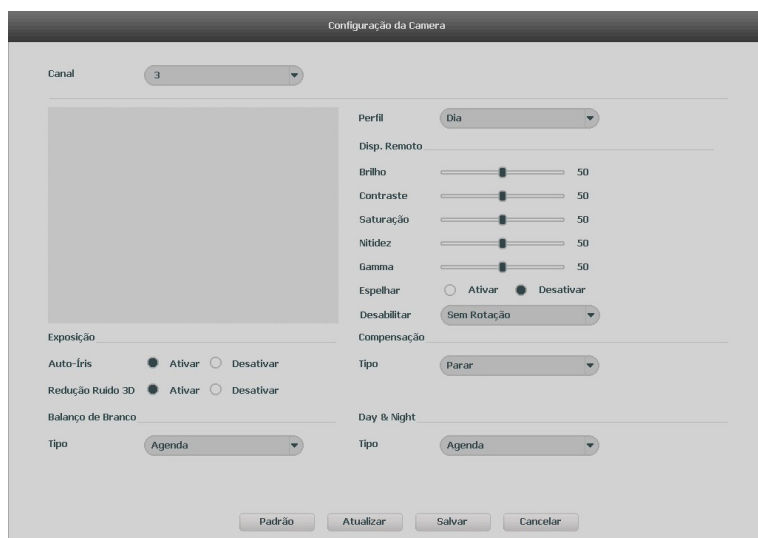 Configuração da Camera
Canal 3
Perfil Dia
Disp. Remoto
Brilho 50
Contraste 50
Saturação 50
Nitidez 50
Gamma 50
Espelhar Ativar Desativar
Desabilitar Sem Rotação
Exposição
Auto-Íris Ativar Desativar
Redução Ruído 3D Ativar Desativar
Compensação
Tipo Parar
Balanço de Branco
Tipo Agenda
Day & Night
Tipo Agenda
Padrão Atualizar Salvar Cancelar